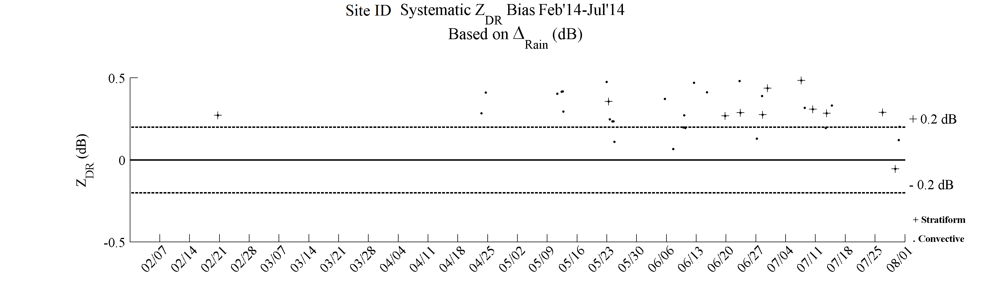 Site ID Systematic Z_DR Bias Feb'14-Jul'14
Based on Δ_Rain (dB)
0.5
+ 0.2 dB
Z_DR (dB)
0
- 0.2 dB
+ Stratiform
-0.5
. Convective
02/07 02/14 02/21 02/28 03/07 03/14 03/21 03/28 04/04 04/11 04/18 04/25 05/02 05/09 05/16 05/23 05/30 06/06 06/13 06/20 06/27 07/04 07/11 07/18 07/25 08/01